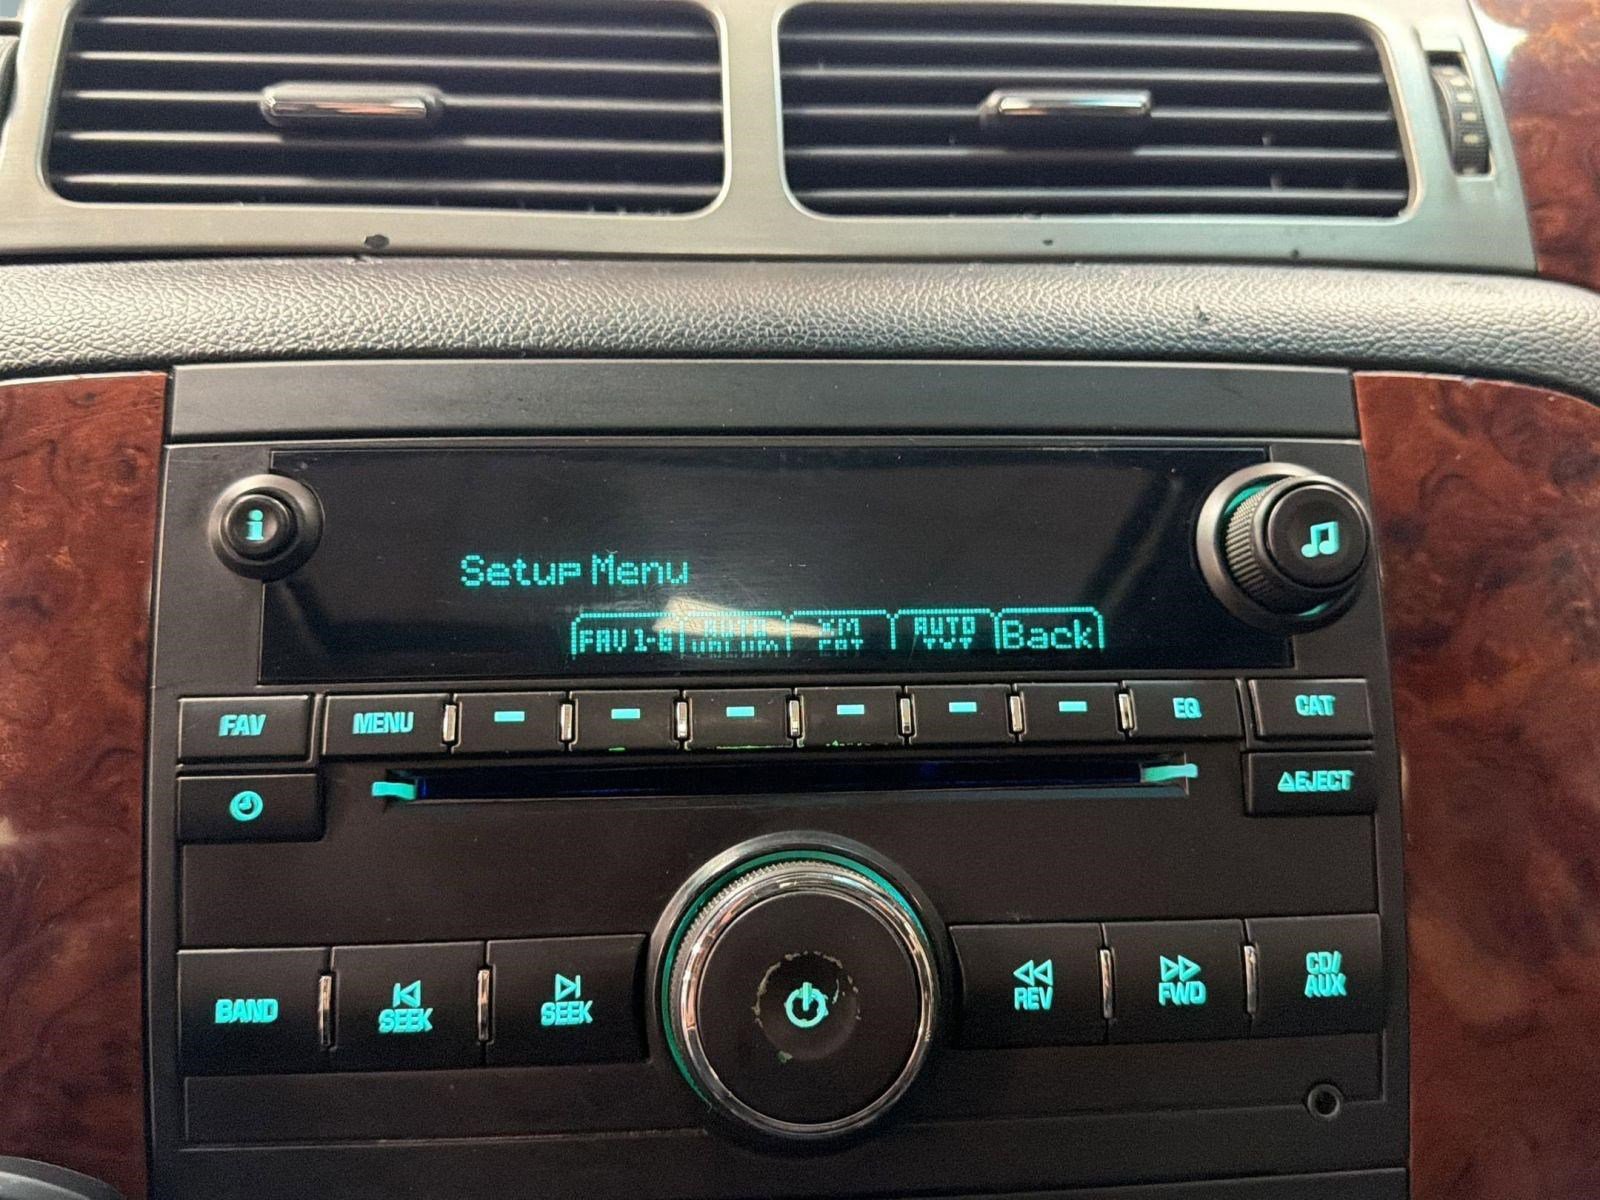 i
Setup Menu
FAV 1-6 AUTO AUTO Back
FAV MENU EQ CAT
EJECT
BAND SEEK SEEK REV FWD CD/
AUX